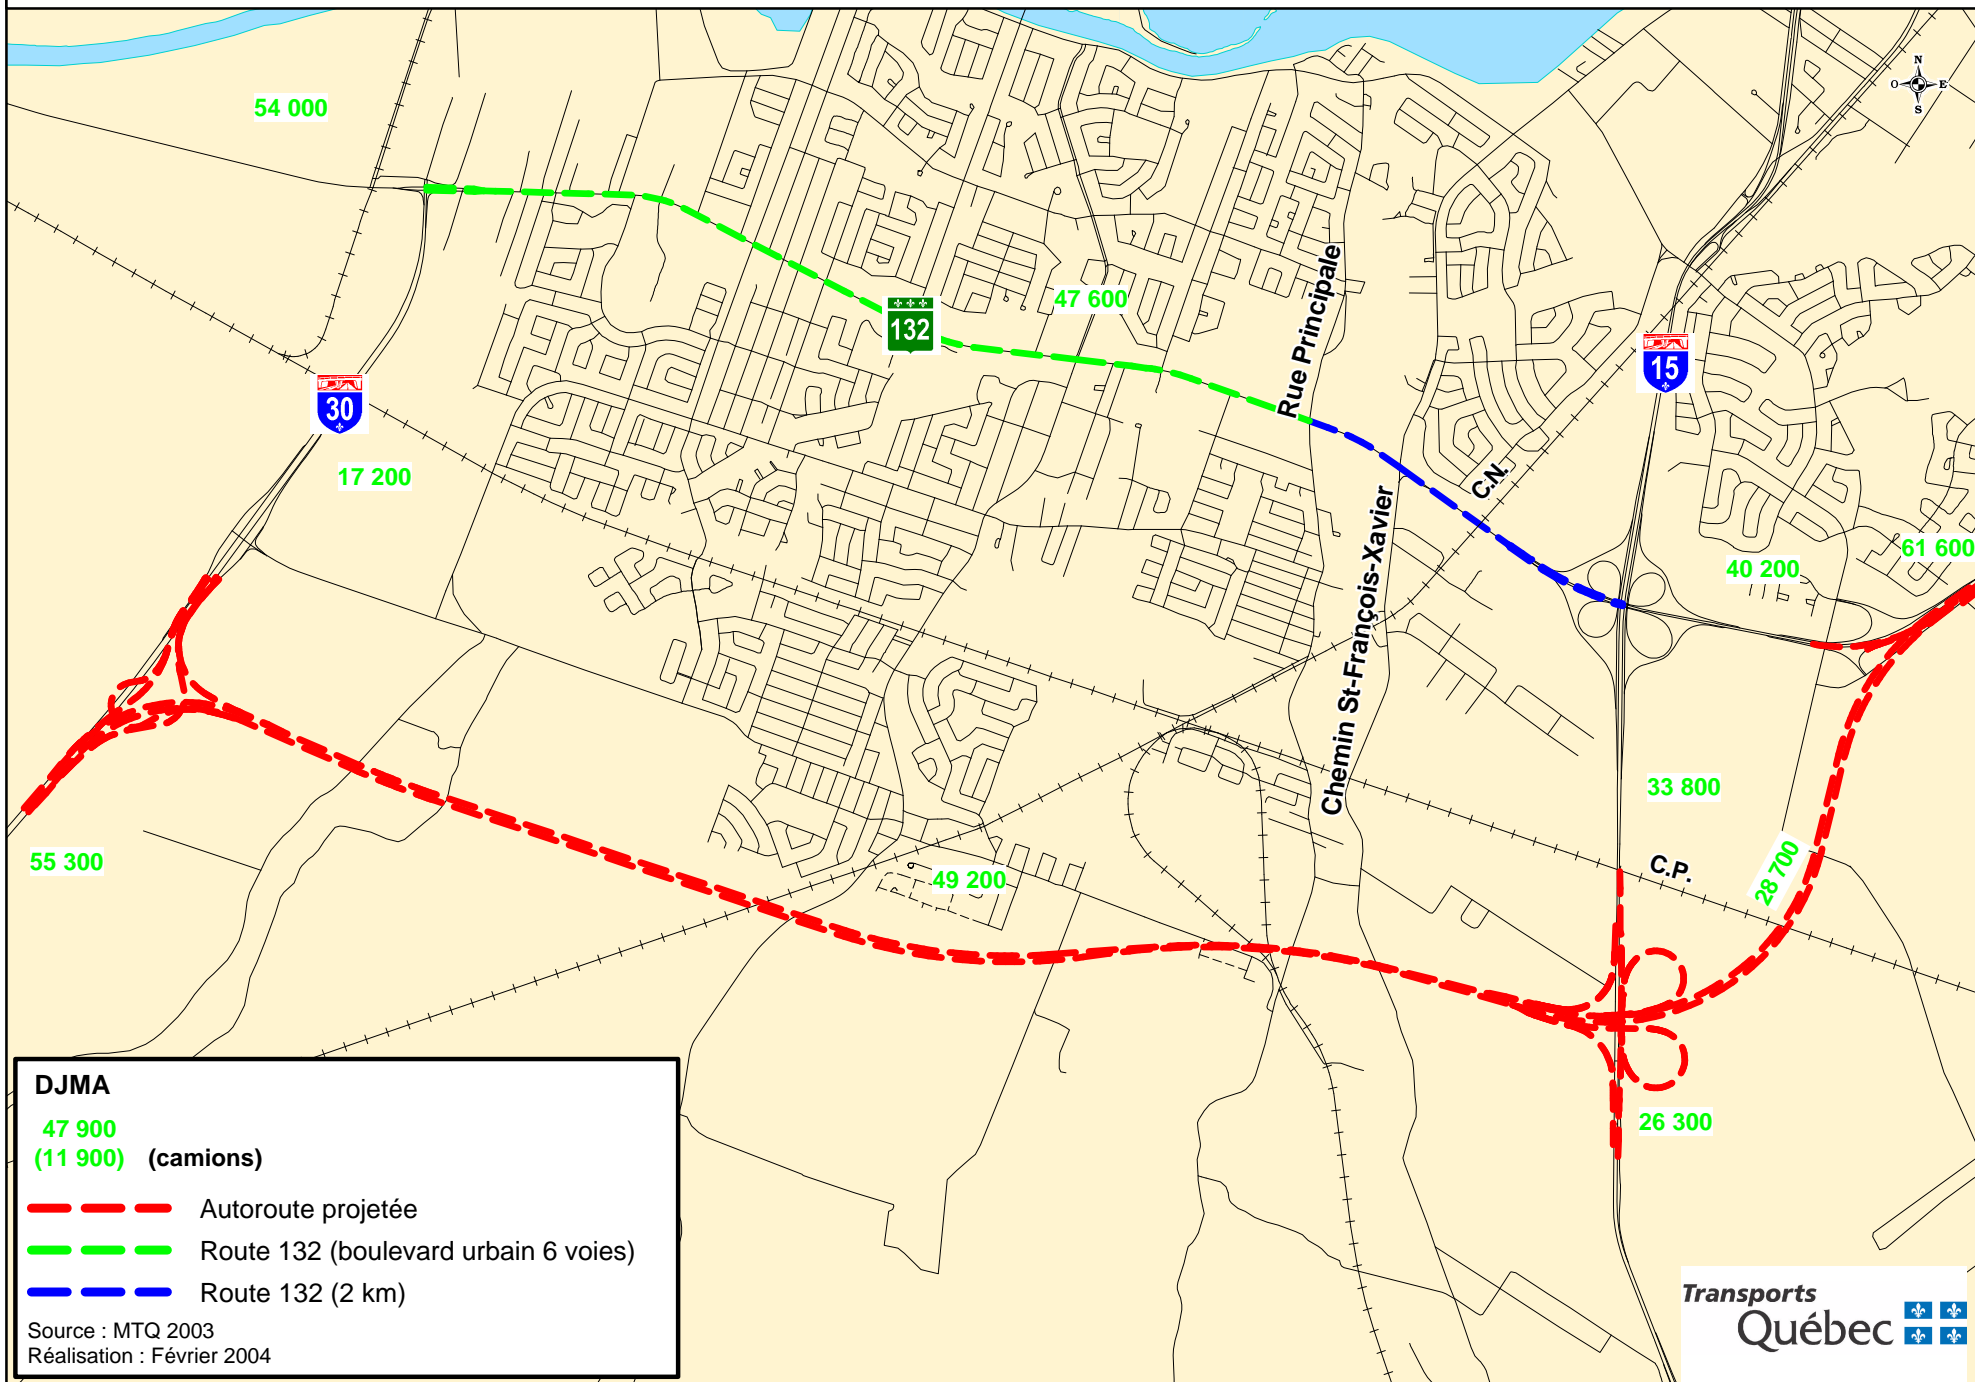 N
O E
S
54 000
47 600
Rue Principale
132
15
30
17 200
C.N.
Chemin St-François-Xavier
61 600
40 200
33 800
55 300
49 200
C.P.
28 700
26 300
DJMA
47 900
(11 900) (camions)
Autoroute projetée
Route 132 (boulevard urbain 6 voies)
Route 132 (2 km)
Source : MTQ 2003
Réalisation : Février 2004
Transports
Québec